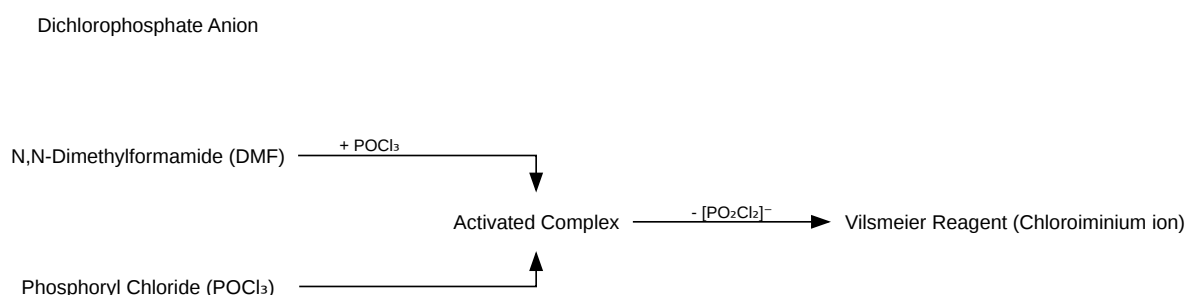 Dichlorophosphate Anion
+ POCl₃
N,N-Dimethylformamide (DMF)
Activated Complex
- [PO₂Cl₂]⁻
Vilsmeier Reagent (Chloroiminium ion)
Phosphoryl Chloride (POCl₃)